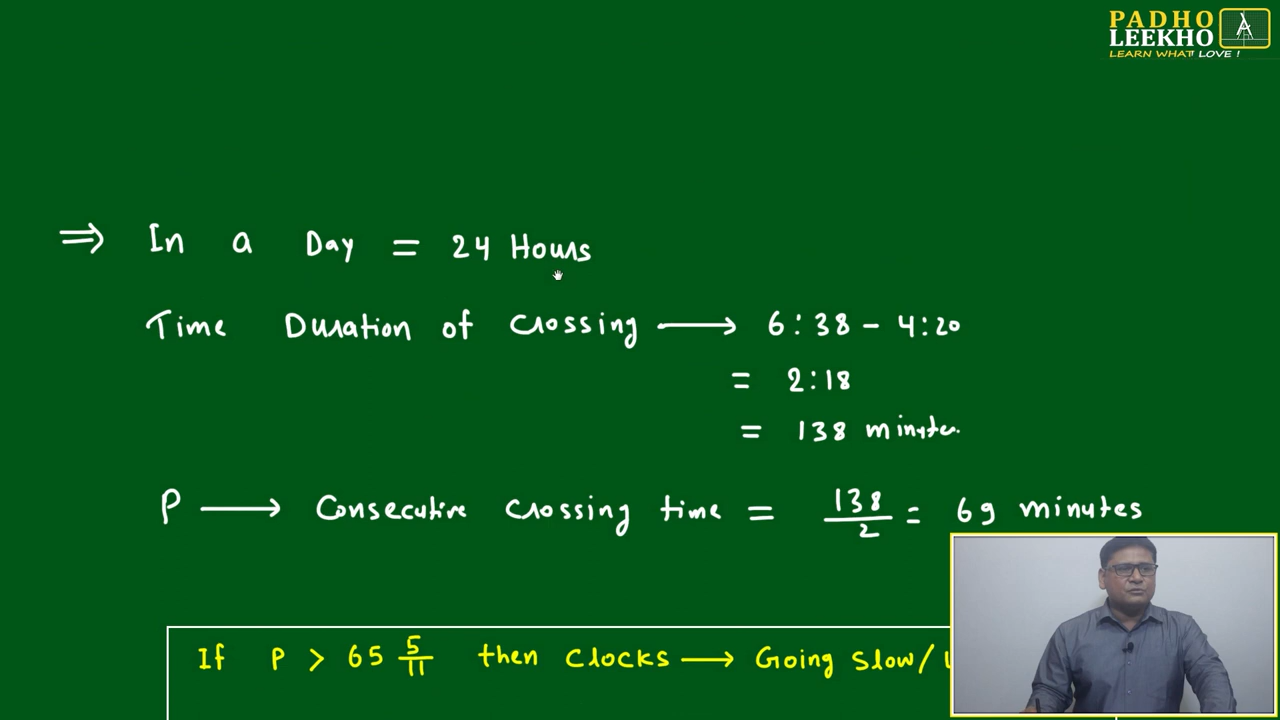 PADHO
LEEKHO
LEARN WHAT LOVE !
⇒ In a Day = 24 Hours
Time Duration of Crossing ⟶ 6:38 - 4:20
= 2:18
= 138 minutes.
P ⟶ Consecutive Crossing time = 138/2 = 69 minutes
If P > 65 5/11 then Clocks ⟶ Going Slow/